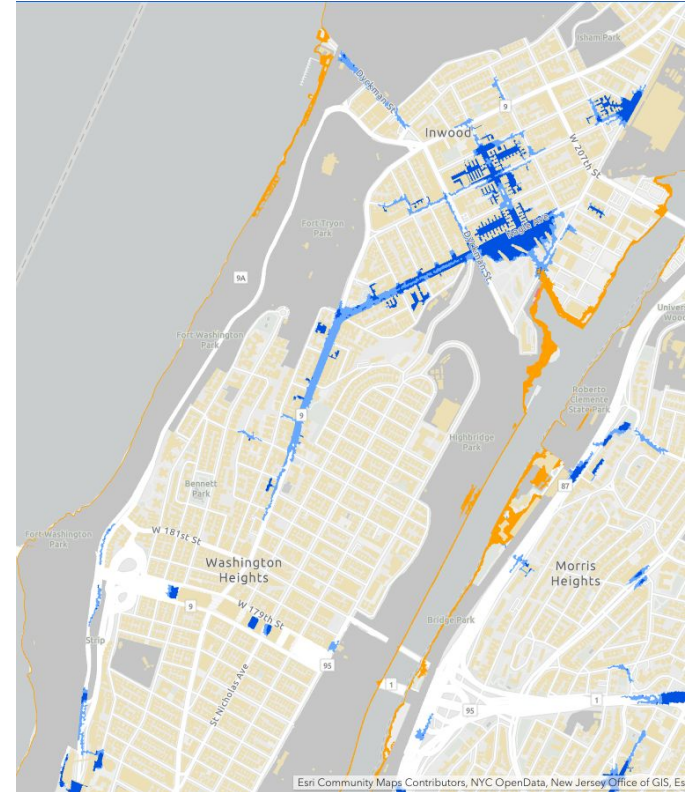 Isham Park
Dyckman St
9
Inwood
W 207th St
Fort Tryon
Park
Dyckman St
9A
Fort Washington
Park
Roberto
Clemente
State Park
9
Highbridge
Park
87
Bennett
Park
Fort Washington
Park
W 181st St
Washington
Heights
Morris
Heights
9
W 179th St
Bridge Park
Strip
95
St Nicholas Ave
1
95
1
Esri Community Maps Contributors, NYC OpenData, New Jersey Office of GIS, Es